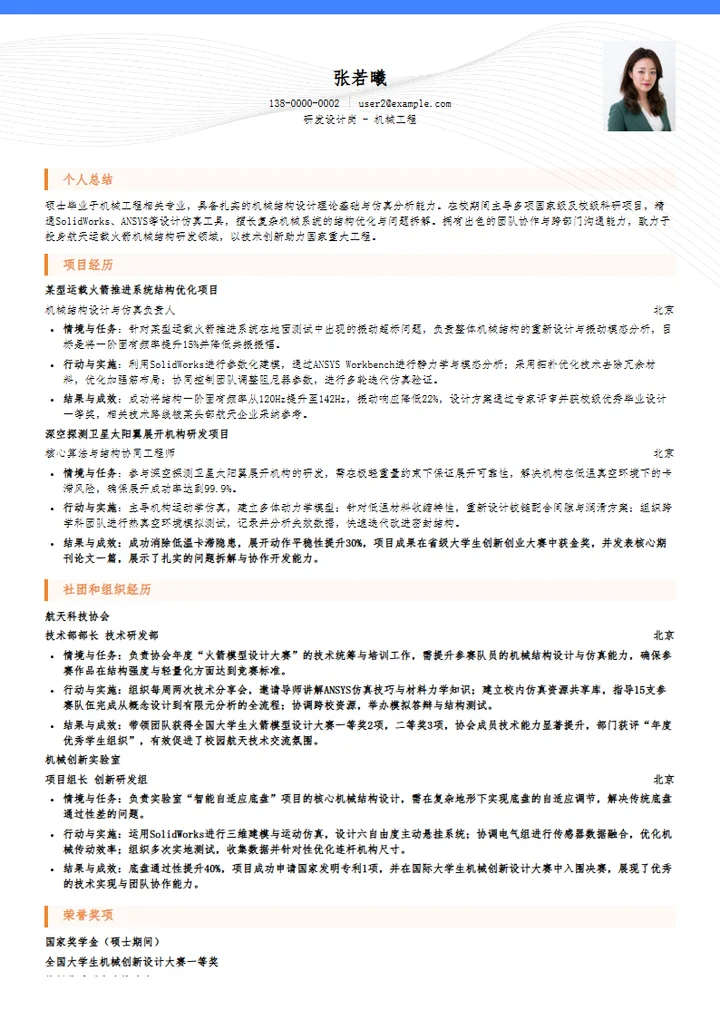 张若曦
138-0000-0002 | user2@example.com
研发设计岗 - 机械工程
个人总结
硕士毕业于机械工程相关专业，具备扎实的机械结构设计理论基础与仿真分析能力。在校期间主导多项国家级及校级科研项目，精
通SolidWorks、ANSYS等设计仿真工具，擅长复杂机械系统的结构优化与问题拆解。拥有出色的团队协作与跨部门沟通能力，致力于
投身航天运载火箭机械结构研发领域，以技术创新助力国家重大工程。
项目经历
某型运载火箭推进系统结构优化项目
机械结构设计与仿真负责人 北京
• 情境与任务：针对某型运载火箭推进系统在地面测试中出现的振动超标问题，负责整体机械结构的重新设计与振动模态分析，目
标是将一阶固有频率提升15%并降低共振振幅。
• 行动与实施：利用SolidWorks进行参数化建模，通过ANSYS Workbench进行静力学与模态分析；采用拓扑优化技术去除冗余材
料，优化加强筋布局；协同控制团队调整阻尼器参数，进行多轮迭代仿真验证。
• 结果与成效：成功将结构一阶固有频率从120Hz提升至142Hz，振动响应降低22%，设计方案通过专家评审并获校级优秀毕业设计
一等奖，相关技术路线被某头部航天企业采纳参考。
深空探测卫星太阳翼展开机构研发项目
核心算法与结构协同工程师 北京
• 情境与任务：参与深空探测卫星太阳翼展开机构的研发，需在极轻重量约束下保证展开可靠性，解决机构在低温真空环境下的卡
滞风险，确保展开成功率达到99.9%。
• 行动与实施：主导机构运动学仿真，建立多体动力学模型；针对低温材料收缩特性，重新设计铰链配合间隙与润滑方案；组织跨
学科团队进行热真空环境模拟测试，记录并分析失效数据，快速迭代改进密封结构。
• 结果与成效：成功消除低温卡滞隐患，展开动作平稳性提升30%，项目成果在省级大学生创新创业大赛中获金奖，并发表核心期
刊论文一篇，展示了扎实的问题拆解与协作开发能力。
社团和组织经历
航天科技协会
技术部部长 技术研发部 北京
• 情境与任务：负责协会年度“火箭模型设计大赛”的技术统筹与培训工作，需提升参赛队员的机械结构设计与仿真能力，确保参
赛作品在结构强度与轻量化方面达到竞赛标准。
• 行动与实施：组织每周两次技术分享会，邀请导师讲解ANSYS仿真技巧与材料力学知识；建立校内仿真资源共享库，指导15支参
赛队伍完成从概念设计到有限元分析的全流程；协调跨校资源，举办模拟答辩与结构测试。
• 结果与成效：带领团队获得全国大学生火箭模型设计大赛一等奖2项，二等奖3项，协会成员技术能力显著提升，部门获评“年度
优秀学生组织”，有效促进了校园航天技术交流氛围。
机械创新实验室
项目组长 创新研发组 北京
• 情境与任务：负责实验室“智能自适应底盘”项目的核心机械结构设计，需在复杂地形下实现底盘的自适应调节，解决传统底盘
通过性差的问题。
• 行动与实施：运用SolidWorks进行三维建模与运动仿真，设计六自由度主动悬挂系统；协调电气组进行传感器数据融合，优化机
械传动效率；组织多次实地测试，收集数据并针对性优化连杆机构尺寸。
• 结果与成效：底盘通过性提升40%，项目成功申请国家发明专利1项，并在国际大学生机械创新设计大赛中入围决赛，展现了优秀
的技术实现与团队协作能力。
荣誉奖项
国家奖学金（硕士期间）
全国大学生机械创新设计大赛一等奖